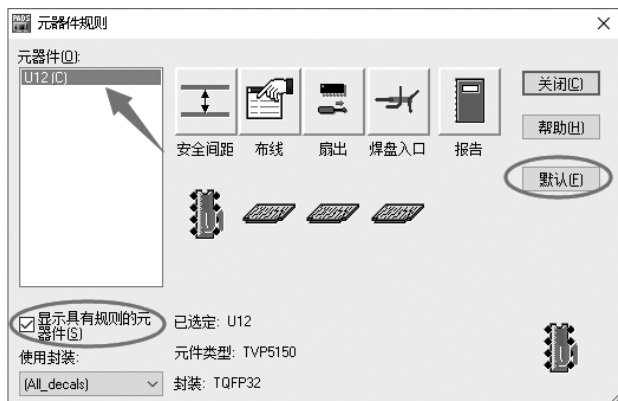 PADS 元器件规则
元器件(O):
U12 (C)
安全间距 布线 扇出 焊盘入口 报告
关闭(C)
帮助(H)
默认(F)
显示具有规则的元
器件(S)
使用封装:
(All_decals)
已选定: U12
元件类型: TVP5150
封装: TQFP32